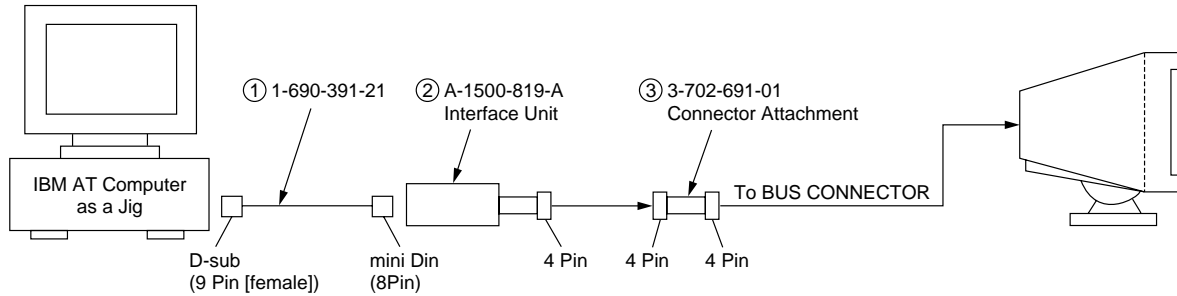 ① 1-690-391-21
② A-1500-819-A
Interface Unit
③ 3-702-691-01
Connector Attachment
IBM AT Computer
as a Jig
To BUS CONNECTOR
D-sub
(9 Pin [female])
mini Din
(8Pin)
4 Pin
4 Pin
4 Pin